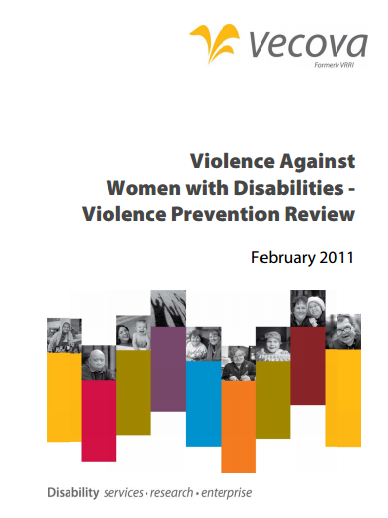 Vecova
Formerly VRRI
Violence Against
Women with Disabilities -
Violence Prevention Review
February 2011
Disability services · research · enterprise